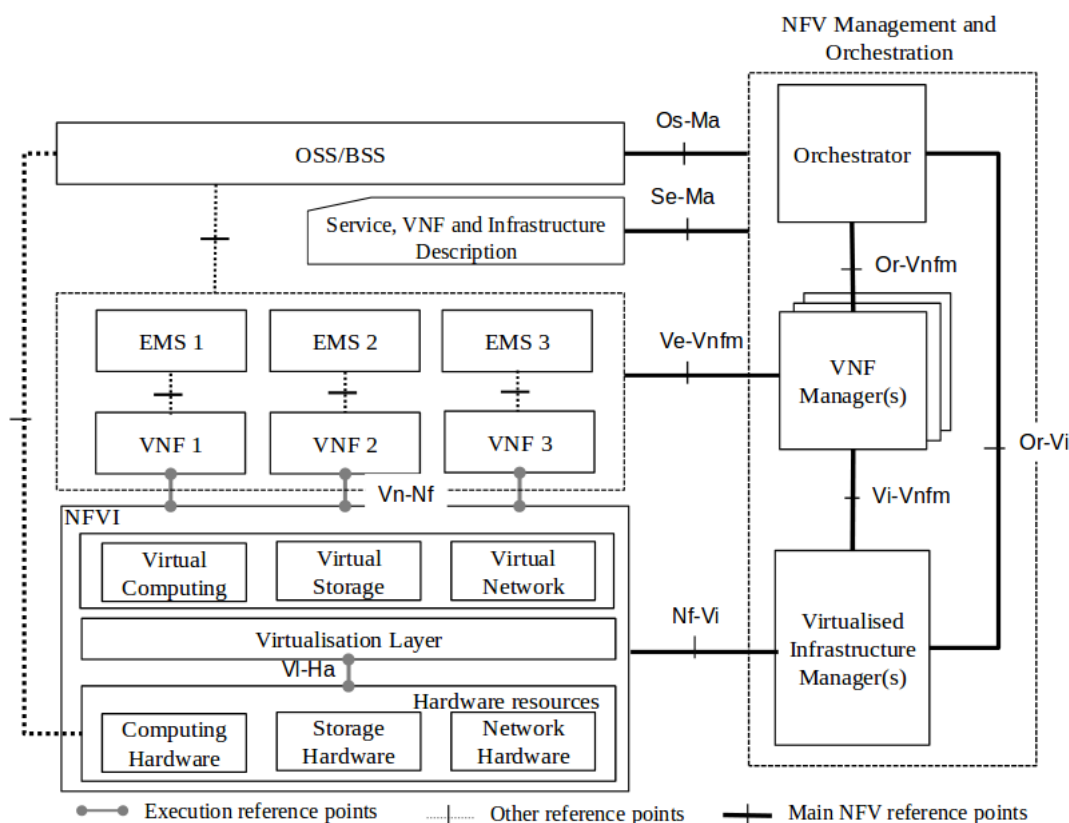 NFV Management and
Orchestration
Os-Ma
OSS/BSS
Orchestrator
Se-Ma
Service, VNF and Infrastructure
Description
Or-Vnfm
EMS 1
EMS 2
EMS 3
Ve-Vnfm
VNF
Manager(s)
VNF 1
VNF 2
VNF 3
Or-Vi
Vn-Nf
Vi-Vnfm
NFVI
Virtual
Computing
Virtual
Storage
Virtual
Network
Nf-Vi
Virtualised
Infrastructure
Manager(s)
Virtualisation Layer
Vl-Ha
Hardware resources
Computing
Hardware
Storage
Hardware
Network
Hardware
Execution reference points
Other reference points
Main NFV reference points